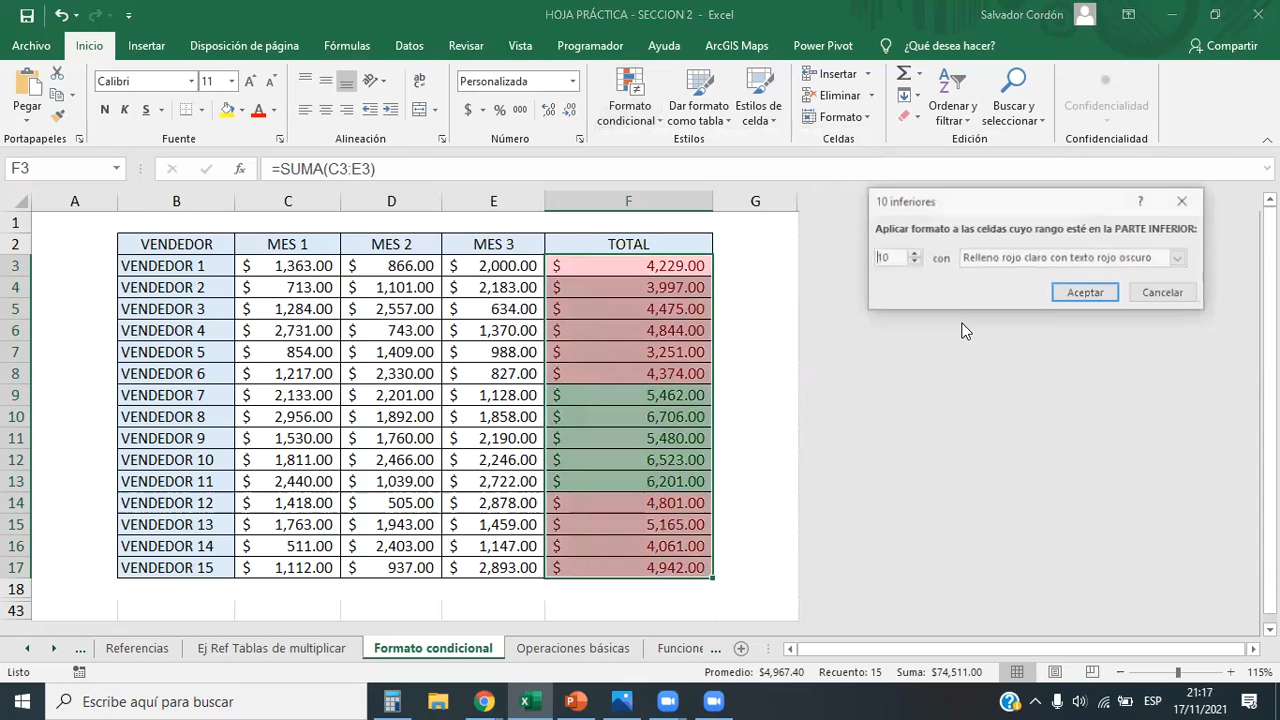 HOJA PRÁCTICA - SECCION 2 - Excel
Salvador Cordón
Archivo Inicio Insertar Disposición de página Fórmulas Datos Revisar Vista Programador Ayuda ArcGIS Maps Power Pivot ¿Qué desea hacer? Compartir
Pegar
Calibri 11
N K S
Personalizada
$ % 000
Formato condicional
Dar formato como tabla
Estilos de celda
Insertar
Eliminar
Formato
Ordenar y filtrar
Buscar y seleccionar
Confidencialidad
Portapapeles Fuente Alineación Número Estilos Celdas Edición Confidencialidad
F3 fx =SUMA(C3:E3)
A B C D E F G
1
2 VENDEDOR MES 1 MES 2 MES 3 TOTAL
3 VENDEDOR 1 $ 1,363.00 $ 866.00 $ 2,000.00 $ 4,229.00
4 VENDEDOR 2 $ 713.00 $ 1,101.00 $ 2,183.00 $ 3,997.00
5 VENDEDOR 3 $ 1,284.00 $ 2,557.00 $ 634.00 $ 4,475.00
6 VENDEDOR 4 $ 2,731.00 $ 743.00 $ 1,370.00 $ 4,844.00
7 VENDEDOR 5 $ 854.00 $ 1,409.00 $ 988.00 $ 3,251.00
8 VENDEDOR 6 $ 1,217.00 $ 2,330.00 $ 827.00 $ 4,374.00
9 VENDEDOR 7 $ 2,133.00 $ 2,201.00 $ 1,128.00 $ 5,462.00
10 VENDEDOR 8 $ 2,956.00 $ 1,892.00 $ 1,858.00 $ 6,706.00
11 VENDEDOR 9 $ 1,530.00 $ 1,760.00 $ 2,190.00 $ 5,480.00
12 VENDEDOR 10 $ 1,811.00 $ 2,466.00 $ 2,246.00 $ 6,523.00
13 VENDEDOR 11 $ 2,440.00 $ 1,039.00 $ 2,722.00 $ 6,201.00
14 VENDEDOR 12 $ 1,418.00 $ 505.00 $ 2,878.00 $ 4,801.00
15 VENDEDOR 13 $ 1,763.00 $ 1,943.00 $ 1,459.00 $ 5,165.00
16 VENDEDOR 14 $ 511.00 $ 2,403.00 $ 1,147.00 $ 4,061.00
17 VENDEDOR 15 $ 1,112.00 $ 937.00 $ 2,893.00 $ 4,942.00
18
43
10 inferiores ?
Aplicar formato a las celdas cuyo rango esté en la PARTE INFERIOR:
10 con Relleno rojo claro con texto rojo oscuro
Aceptar Cancelar
... Referencias Ej Ref Tablas de multiplicar Formato condicional Operaciones básicas Funcione ...
Listo Promedio: $4,967.40 Recuento: 15 Suma: $74,511.00 115%
Escribe aquí para buscar
ESP
21:17
17/11/2021